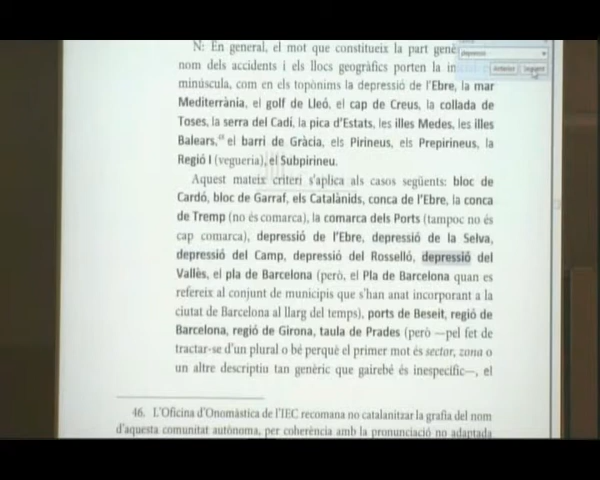 N: En general, el mot que constitueix la part
depressió
nom dels accidents i els llocs geogràfics porten la
Anterior Següent
minúscula, com en els topònims la depressió de l'Ebre, la mar
Mediterrània, el golf de Lleó, el cap de Creus, la collada de
Toses, la serra del Cadí, la pica d'Estats, les illes Medes, les illes
Balears, el barri de Gràcia, els Pirineus, els Prepirineus, la
Regió I (vegueria), el Subpirineu.
Aquest mateix criteri s'aplica als casos següents: bloc de
Cardó, bloc de Garraf, els Catalànids, conca de l'Ebre, la conca
de Tremp (no és comarca), la comarca dels Ports (tampoc no és
cap comarca), depressió de l'Ebre, depressió de la Selva,
depressió del Camp, depressió del Rosselló, depressió del
Vallès, el pla de Barcelona (però, el Pla de Barcelona quan es
refereix al conjunt de municipis que s'han anat incorporant a la
ciutat de Barcelona al llarg del temps), ports de Beseit, regió de
Barcelona, regió de Girona, taula de Prades (però —pel fet de
tractar-se d'un plural o bé perquè el primer mot és sector, zona o
un altre descriptiu tan genèric que gairebé és inespecífic—, el
46. L'Oficina d'Onomàstica de l'IEC recomana no catalanitzar la grafia del nom
d'aquesta comunitat autònoma, per coherència amb la pronunciació no adaptada